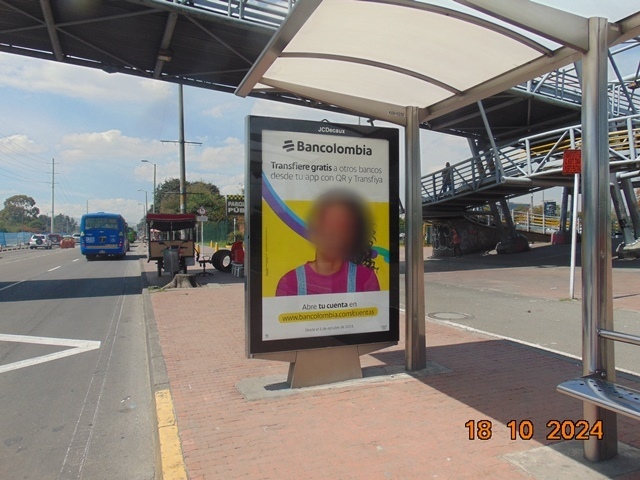 JCDecaux
Bancolombia
Transfiere gratis a otros bancos
desde tu app con QR y Transfiya
Abre tu cuenta en
www.bancolombia.com/cuentas
18 10 2024